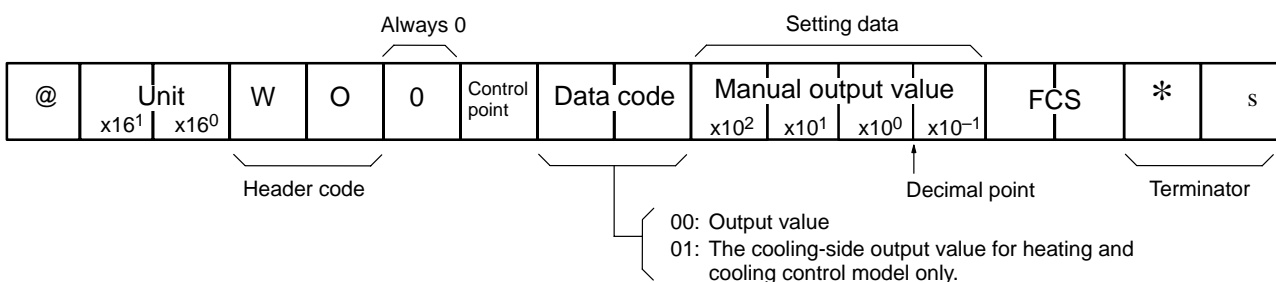 Always 0 Setting data
@ Unit W O 0 Control point Data code Manual output value FCS * s
x16¹ x16⁰ x10² x10¹ x10⁰ x10⁻¹
Header code Decimal point Terminator
00: Output value
01: The cooling-side output value for heating and
cooling control model only.